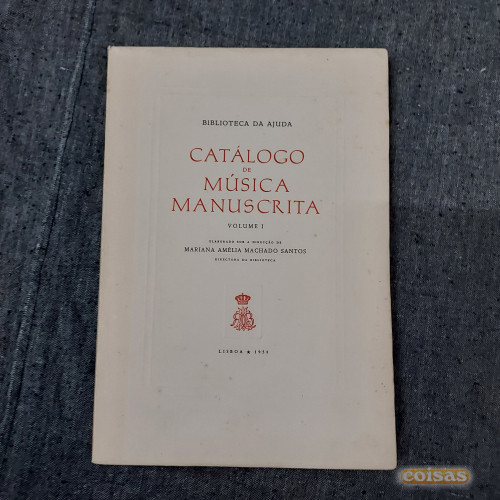 BIBLIOTECA DA AJUDA
CATÁLOGO
DE
MÚSICA
MANUSCRITA
VOLUME I
ELABORADO SOB A DIRECÇÃO DE
MARIANA AMÉLIA MACHADO SANTOS
DIRECTORA DA BIBLIOTECA
LISBOA ★ 1958
coisas